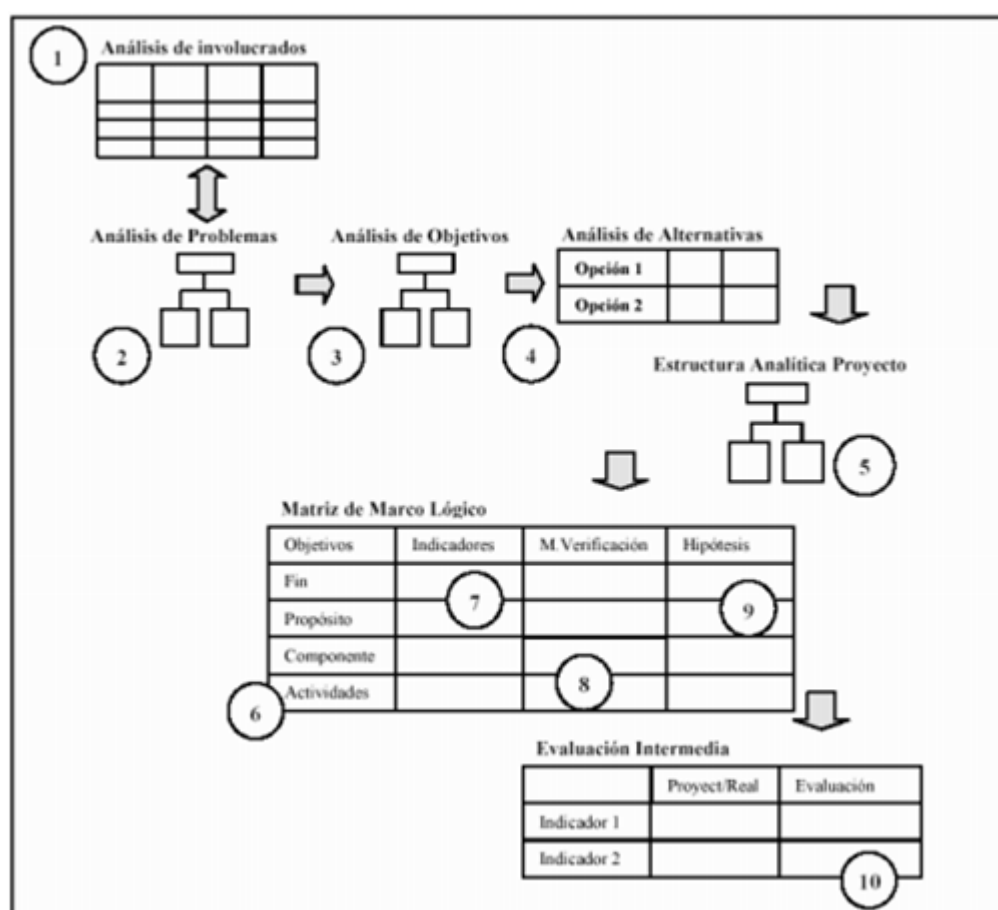 1
Análisis de involucrados
Análisis de Problemas
Análisis de Objetivos
Análisis de Alternativas
Opción 1
Opción 2
2
3
4
Estructura Analítica Proyecto
5
Matriz de Marco Lógico
Objetivos Indicadores M. Verificación Hipótesis
Fin
7
9
Propósito
Componente
8
Actividades
6
Evaluación Intermedia
Proyect/Real Evaluación
Indicador 1
Indicador 2
10